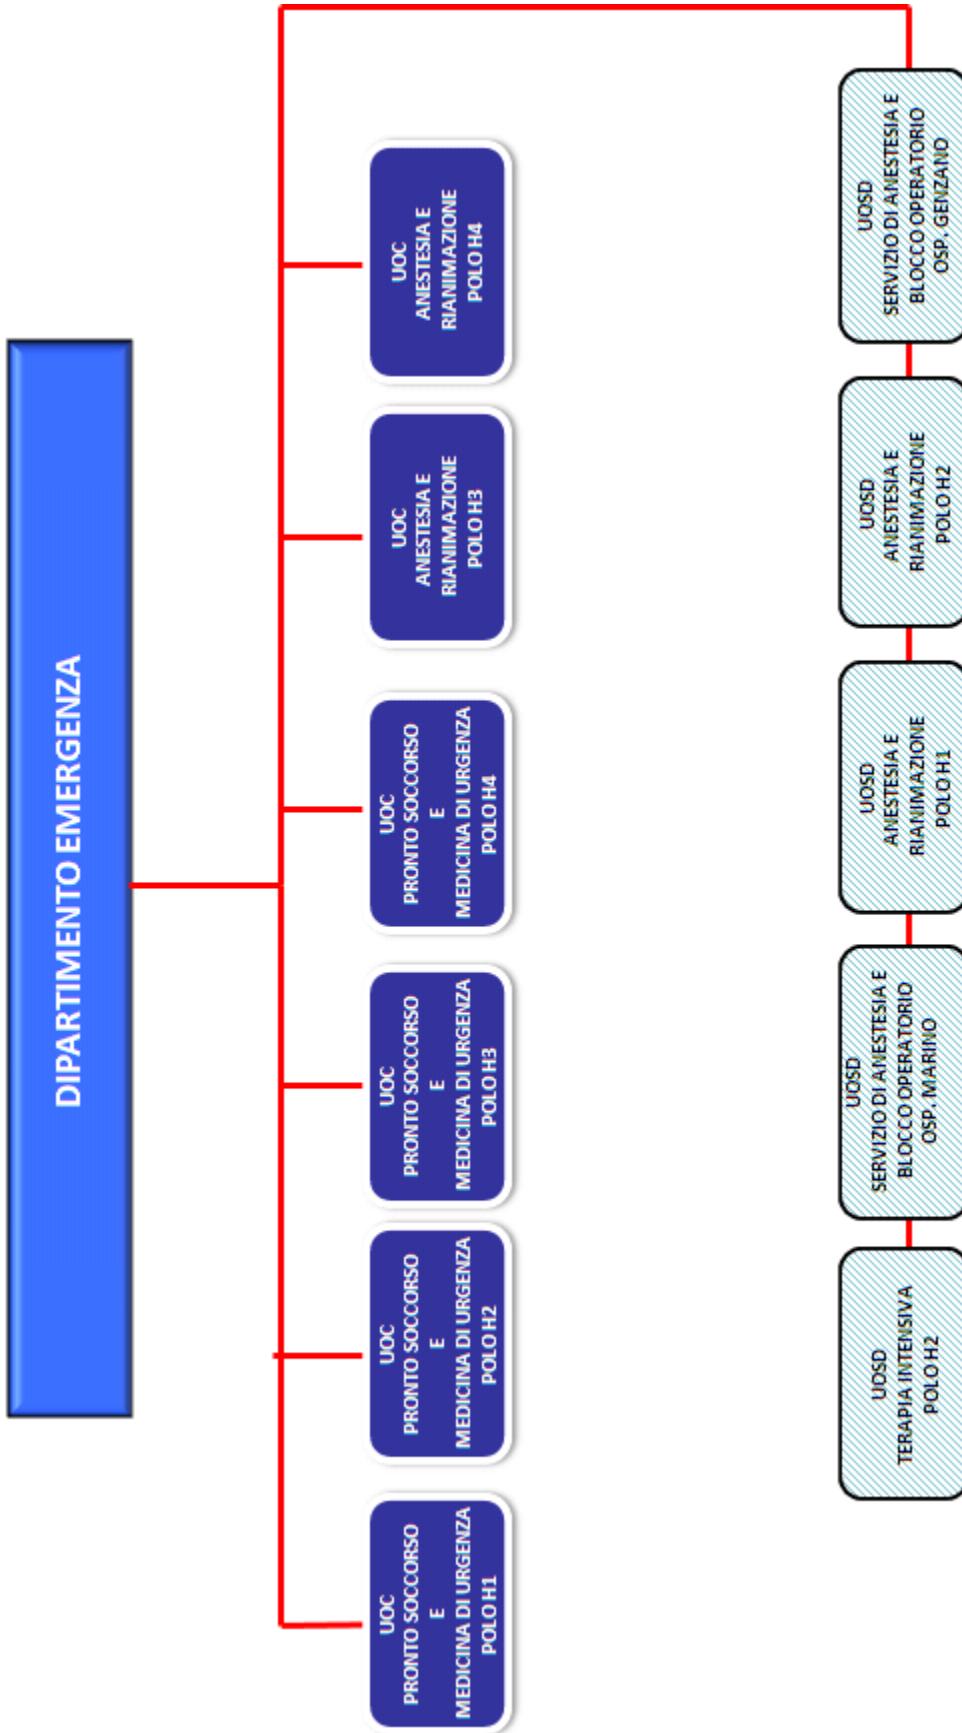 DIPARTIMENTO EMERGENZA
UOC
PRONTO SOCCORSO
E
MEDICINA DI URGENZA
POLO H1
UOC
PRONTO SOCCORSO
E
MEDICINA DI URGENZA
POLO H2
UOC
PRONTO SOCCORSO
E
MEDICINA DI URGENZA
POLO H3
UOC
PRONTO SOCCORSO
E
MEDICINA DI URGENZA
POLO H4
UOC
ANESTESIA E
RIANIMAZIONE
POLO H3
UOC
ANESTESIA E
RIANIMAZIONE
POLO H4
UOSD
TERAPIA INTENSIVA
POLO H2
UOSD
SERVIZIO DI ANESTESIA E
BLOCCO OPERATORIO
OSP. MARINO
UOSD
ANESTESIA E
RIANIMAZIONE
POLO H1
UOSD
ANESTESIA E
RIANIMAZIONE
POLO H2
UOSD
SERVIZIO DI ANESTESIA E
BLOCCO OPERATORIO
OSP. GENZANO